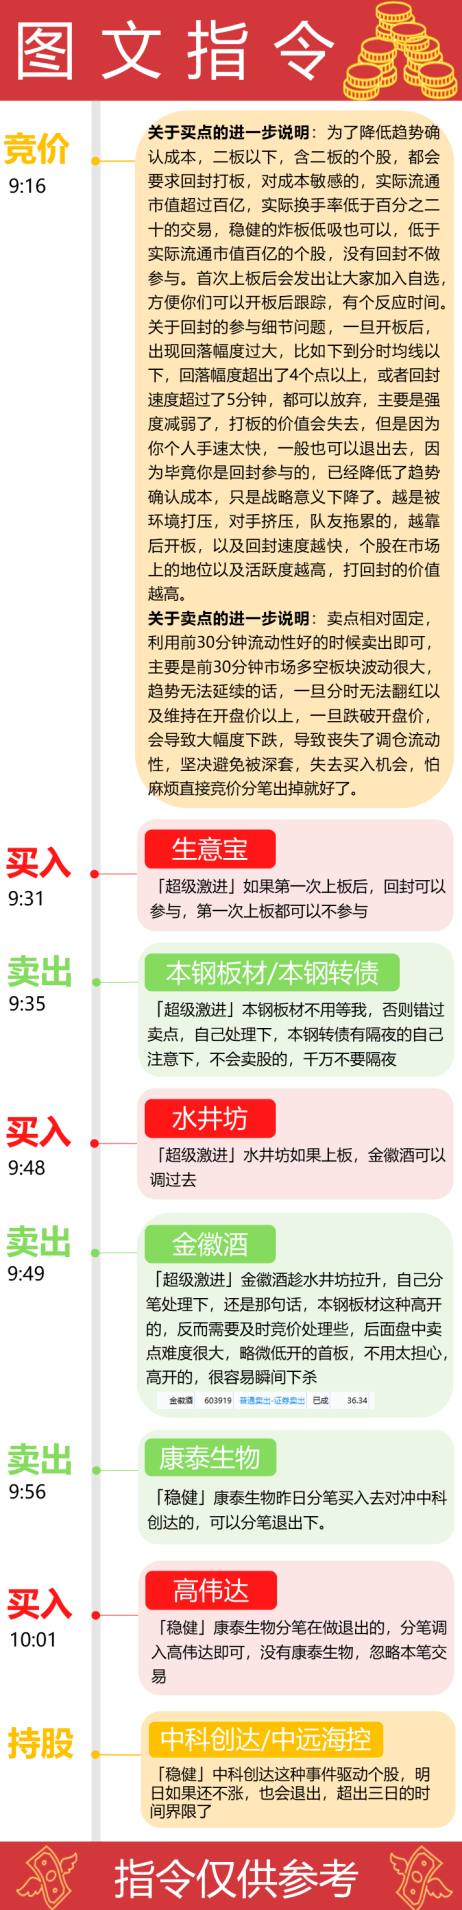 图文指令
竞价
9:16
关于买点的进一步说明：为了降低趋势确
认成本，二板以下，含二板的个股，都会
要求回封打板，对成本敏感的，实际流通
市值超过百亿，实际换手率低于百分之二
十的交易，稳健的炸板低吸也可以，低于
实际流通市值百亿的个股，没有回封不做
参与。首次上板后会发出让大家加入自选，
方便你们可以开板后跟踪，有个反应时间。
关于回封的参与细节问题，一旦开板后，
出现回落幅度过大，比如下到分时均线以
下，回落幅度超出了4个点以上，或者回封
速度超过了5分钟，都可以放弃，主要是强
度减弱了，打板的价值会失去，但是因为
你个人手速太快，一般也可以退出去，因
为毕竟你是回封参与的，已经降低了趋势
确认成本，只是战略意义下降了。越是被
环境打压，对手挤压，队友拖累的，越靠
后开板，以及回封速度越快，个股在市场
上的地位以及活跃度越高，打回封的价值
越高。
关于卖点的进一步说明：卖点相对固定，
利用前30分钟流动性好的时候卖出即可，
主要是前30分钟市场多空板块波动很大，
趋势无法延续的话，一旦分时无法翻红以
及维持在开盘价以上，一旦跌破开盘价，
会导致大幅度下跌，导致丧失了调仓流动
性，坚决避免被深套，失去买入机会，怕
麻烦直接竞价分笔出掉就好了。
买入
9:31
生意宝
「超级激进」如果第一次上板后，回封可以
参与，第一次上板都可以不参与
卖出
9:35
本钢板材/本钢转债
「超级激进」本钢板材不用等我，否则错过
卖点，自己处理下，本钢转债有隔夜的自己
注意下，不会卖股的，千万不要隔夜
买入
9:48
水井坊
「超级激进」水井坊如果上板，金徽酒可以
调过去
卖出
9:49
金徽酒
「超级激进」金徽酒趁水井坊拉升，自己分
笔处理下，还是那句话，本钢板材这种高开
的，反而需要及时竞价处理些，后面盘中卖
点难度很大，略微低开的首板，不用太担心，
高开的，很容易瞬间下杀
金徽酒 603919 普通卖出-证券卖出 已成 36.34
卖出
9:56
康泰生物
「稳健」康泰生物昨日分笔买入去对冲中科
创达的，可以分笔退出下。
买入
10:01
高伟达
「稳健」康泰生物分笔在做退出的，分笔调
入高伟达即可，没有康泰生物，忽略本笔交
易
持股
中科创达/中远海控
「稳健」中科创达这种事件驱动个股，明
日如果还不涨，也会退出，超出三日的时
间界限了
指令仅供参考